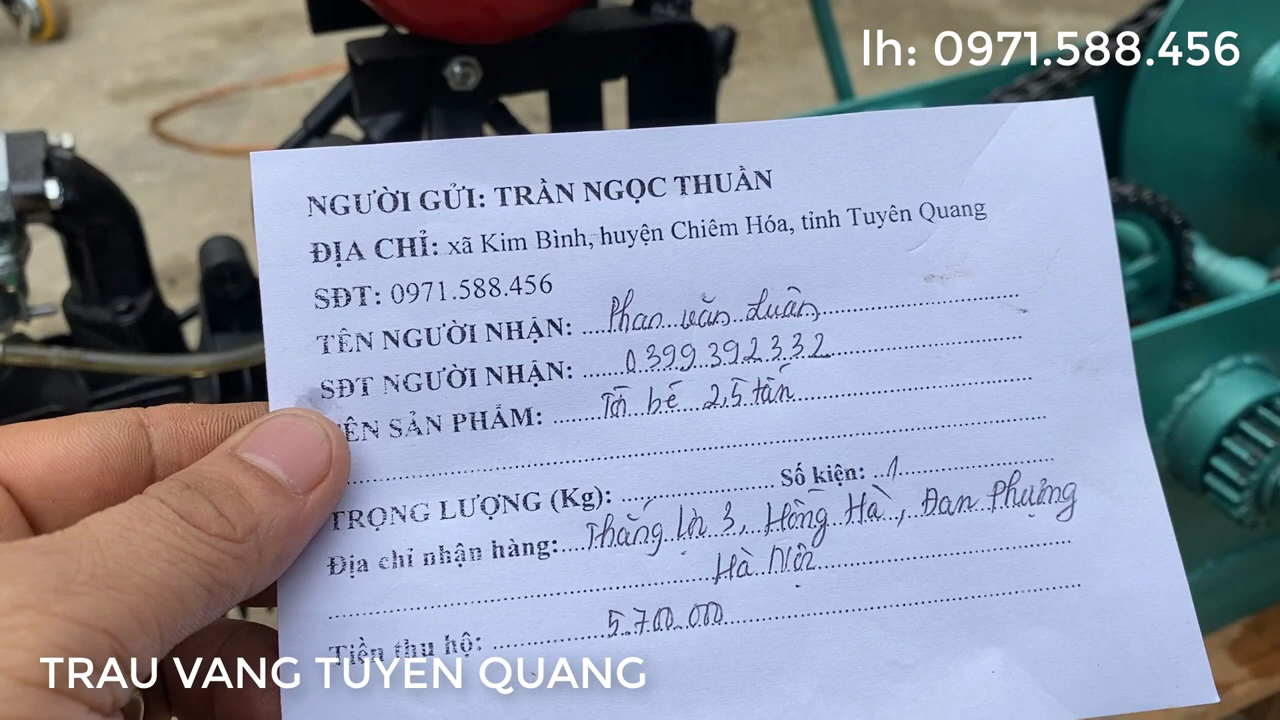 lh: 0971.588.456
NGƯỜI GỬI: TRẦN NGỌC THUẦN
ĐỊA CHỈ: xã Kim Bình, huyện Chiêm Hóa, tỉnh Tuyên Quang
SĐT: 0971.588.456
TÊN NGƯỜI NHẬN: Phan văn Luân
SĐT NGƯỜI NHẬN: 0399392332
TÊN SẢN PHẨM: Tời bé 2,5 tấn
TRỌNG LƯỢNG (Kg): Số kiện: 1
Địa chỉ nhận hàng: Thắng lợi 3, Hồng Hà, Đan Phượng
Hà Nội
Tiền thu hộ: 5.700.000
TRAU VANG TUYEN QUANG